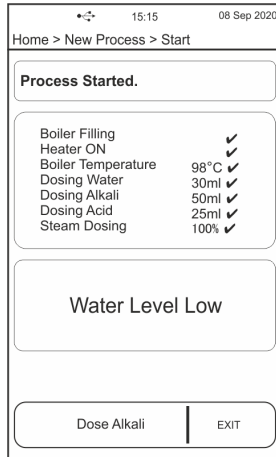 15:15 08 Sep 2020
Home > New Process > Start
Process Started.
Boiler Filling ✔
Heater ON ✔
Boiler Temperature 98°C ✔
Dosing Water 30ml ✔
Dosing Alkali 50ml ✔
Dosing Acid 25ml ✔
Steam Dosing 100% ✔
Water Level Low
Dose Alkali EXIT